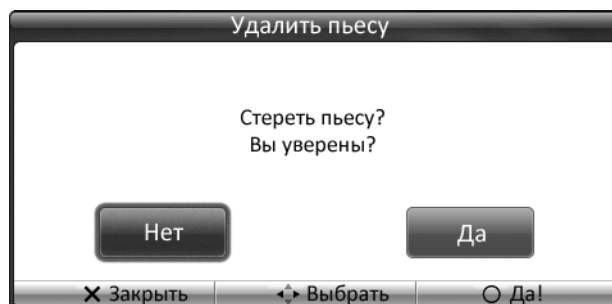 Удалить пьесу
Стереть пьесу?
Вы уверены?
Нет Да
Закрыть Выбрать Да!